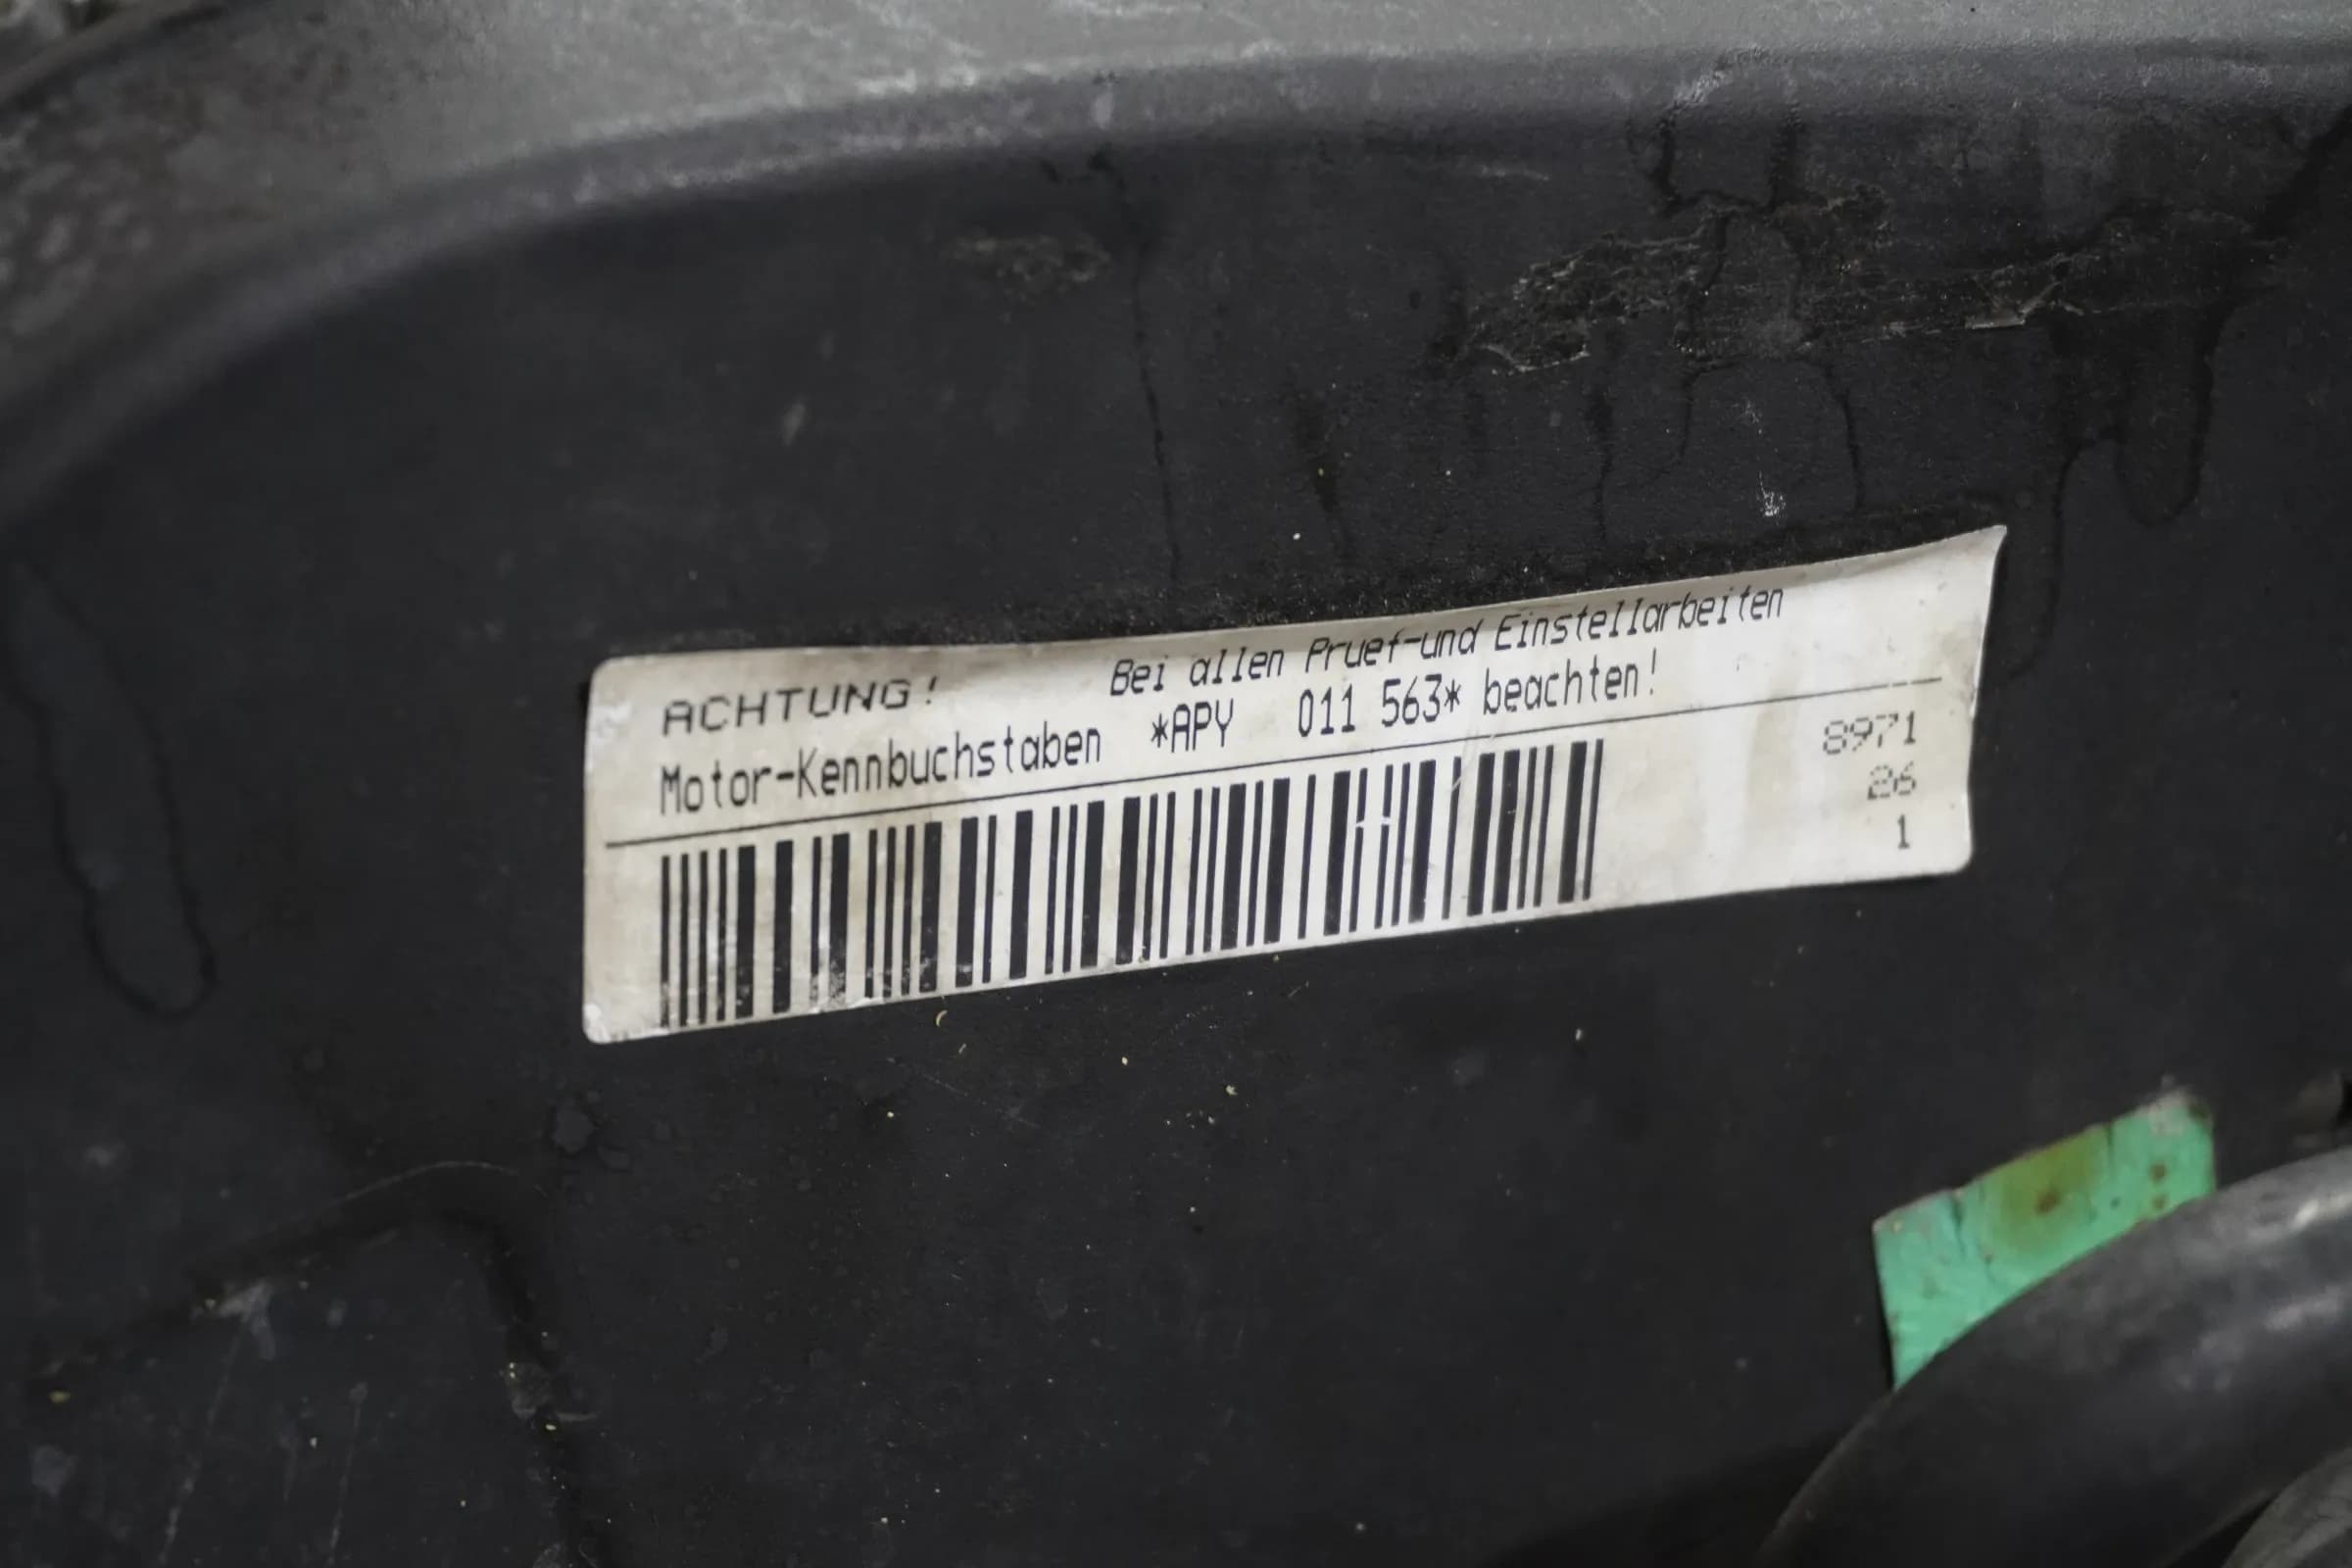 ACHTUNG! Bei allen Pruef-und Einstellarbeiten
Motor-Kennbuchstaben *APY 011 563* beachten!
8971
26
1